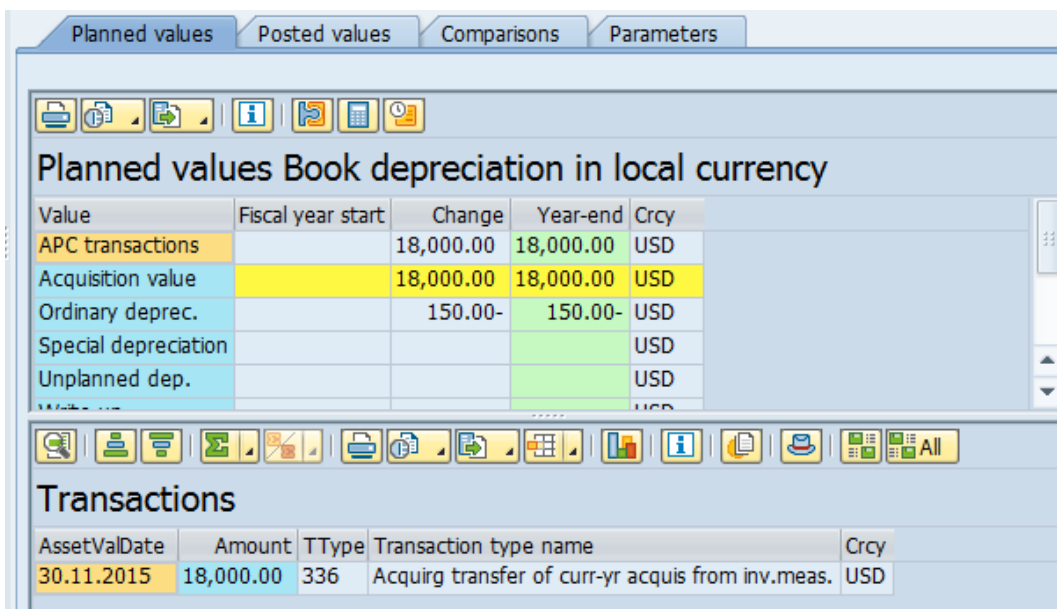 Planned values Posted values Comparisons Parameters
Planned values Book depreciation in local currency
Value Fiscal year start Change Year-end Crcy
APC transactions 18,000.00 18,000.00 USD
Acquisition value 18,000.00 18,000.00 USD
Ordinary deprec. 150.00- 150.00- USD
Special depreciation USD
Unplanned dep. USD
All
Transactions
AssetValDate Amount TType Transaction type name Crcy
30.11.2015 18,000.00 336 Acquirg transfer of curr-yr acquis from inv.meas. USD